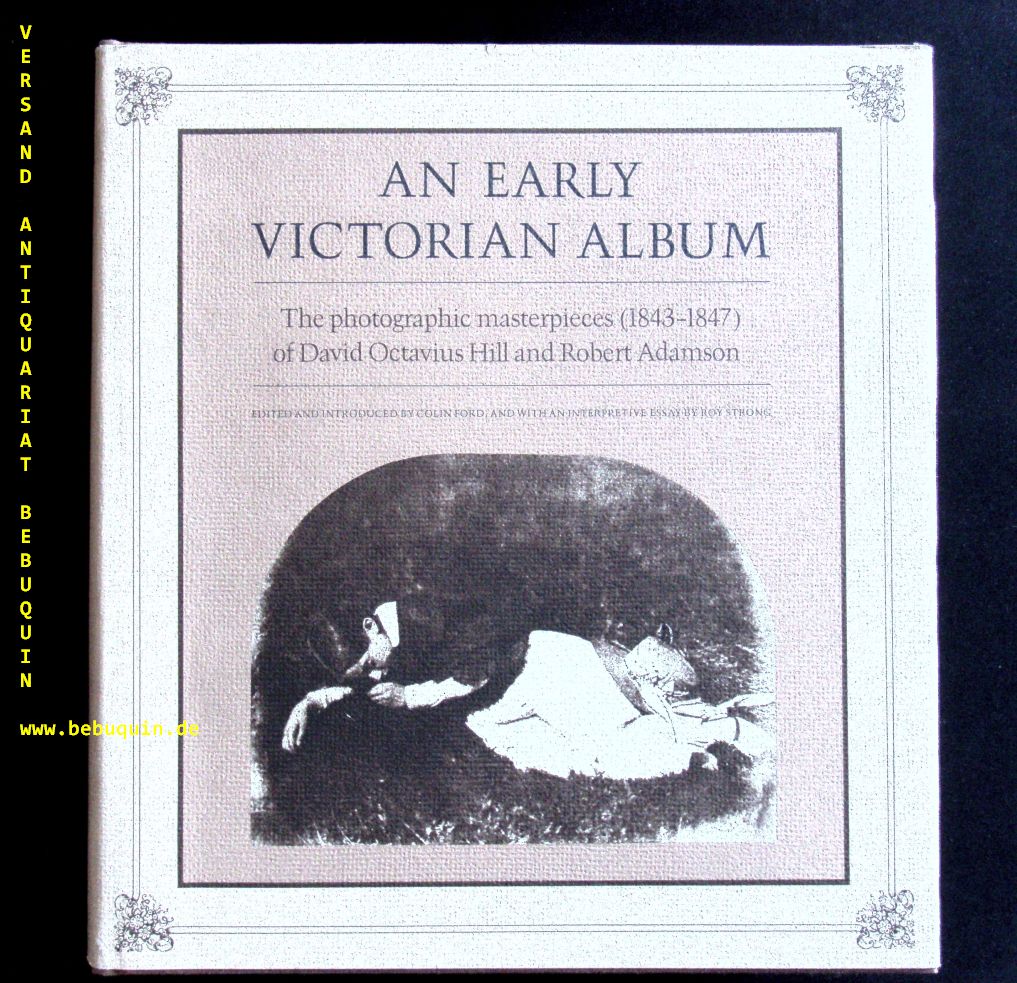 VERSAND ANTIQUARIAT BEBUQUIN
www.bebuquin.de
AN EARLY
VICTORIAN ALBUM
The photographic masterpieces (1843-1847)
of David Octavius Hill and Robert Adamson
EDITED AND INTRODUCED BY COLIN FORD, AND WITH AN INTERPRETIVE ESSAY BY ROY STRONG